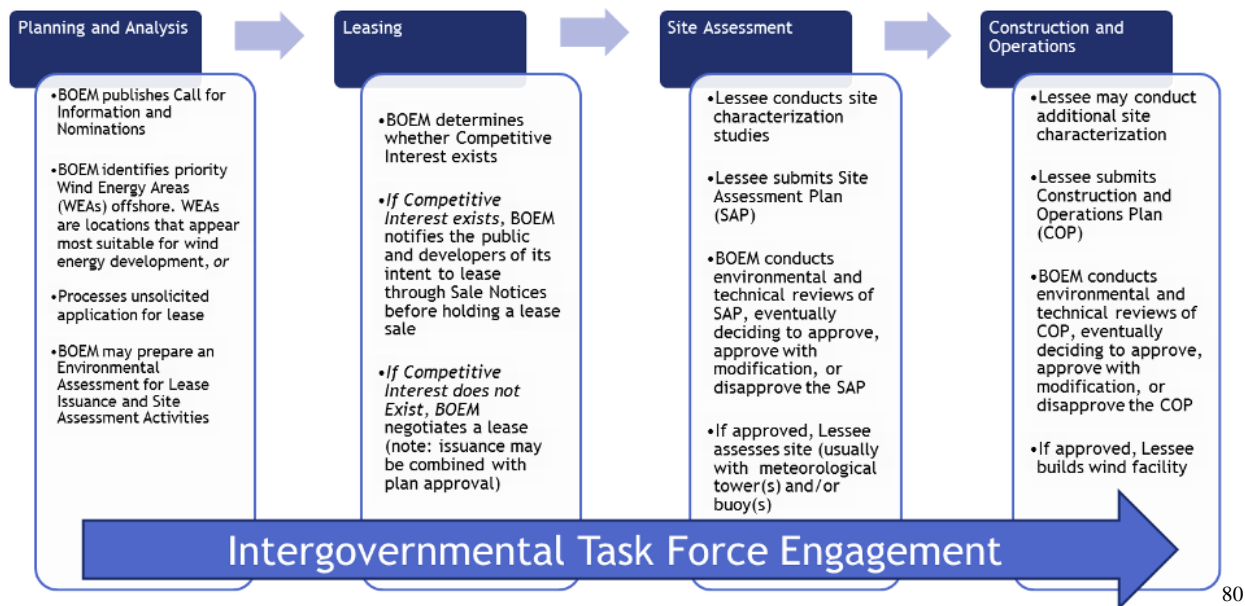 Planning and Analysis
•BOEM publishes Call for
Information and
Nominations
•BOEM identifies priority
Wind Energy Areas
(WEAs) offshore. WEAs
are locations that appear
most suitable for wind
energy development, or
•Processes unsolicited
application for lease
•BOEM may prepare an
Environmental
Assessment for Lease
Issuance and Site
Assessment Activities
Leasing
•BOEM determines
whether Competitive
Interest exists
•If Competitive
Interest exists, BOEM
notifies the public
and developers of its
intent to lease
through Sale Notices
before holding a lease
sale
•If Competitive
Interest does not
Exist, BOEM
negotiates a lease
(note: issuance may
be combined with
plan approval)
Site Assessment
•Lessee conducts site
characterization
studies
•Lessee submits Site
Assessment Plan
(SAP)
•BOEM conducts
environmental and
technical reviews of
SAP, eventually
deciding to approve,
approve with
modification, or
disapprove the SAP
•If approved, Lessee
assesses site (usually
with meteorological
tower(s) and/or
buoy(s)
Construction and
Operations
•Lessee may conduct
additional site
characterization
•Lessee submits
Construction and
Operations Plan
(COP)
•BOEM conducts
environmental and
technical reviews of
COP, eventually
deciding to approve,
approve with
modification, or
disapprove the COP
•If approved, Lessee
builds wind facility
Intergovernmental Task Force Engagement
80